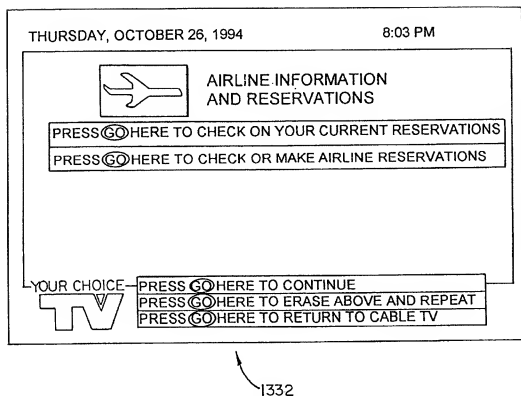 THURSDAY, OCTOBER 26, 1994 8:03 PM
AIRLINE INFORMATION
AND RESERVATIONS
PRESS GO HERE TO CHECK ON YOUR CURRENT RESERVATIONS
PRESS GO HERE TO CHECK OR MAKE AIRLINE RESERVATIONS
YOUR CHOICE
TV
PRESS GO HERE TO CONTINUE
PRESS GO HERE TO ERASE ABOVE AND REPEAT
PRESS GO HERE TO RETURN TO CABLE TV
1332